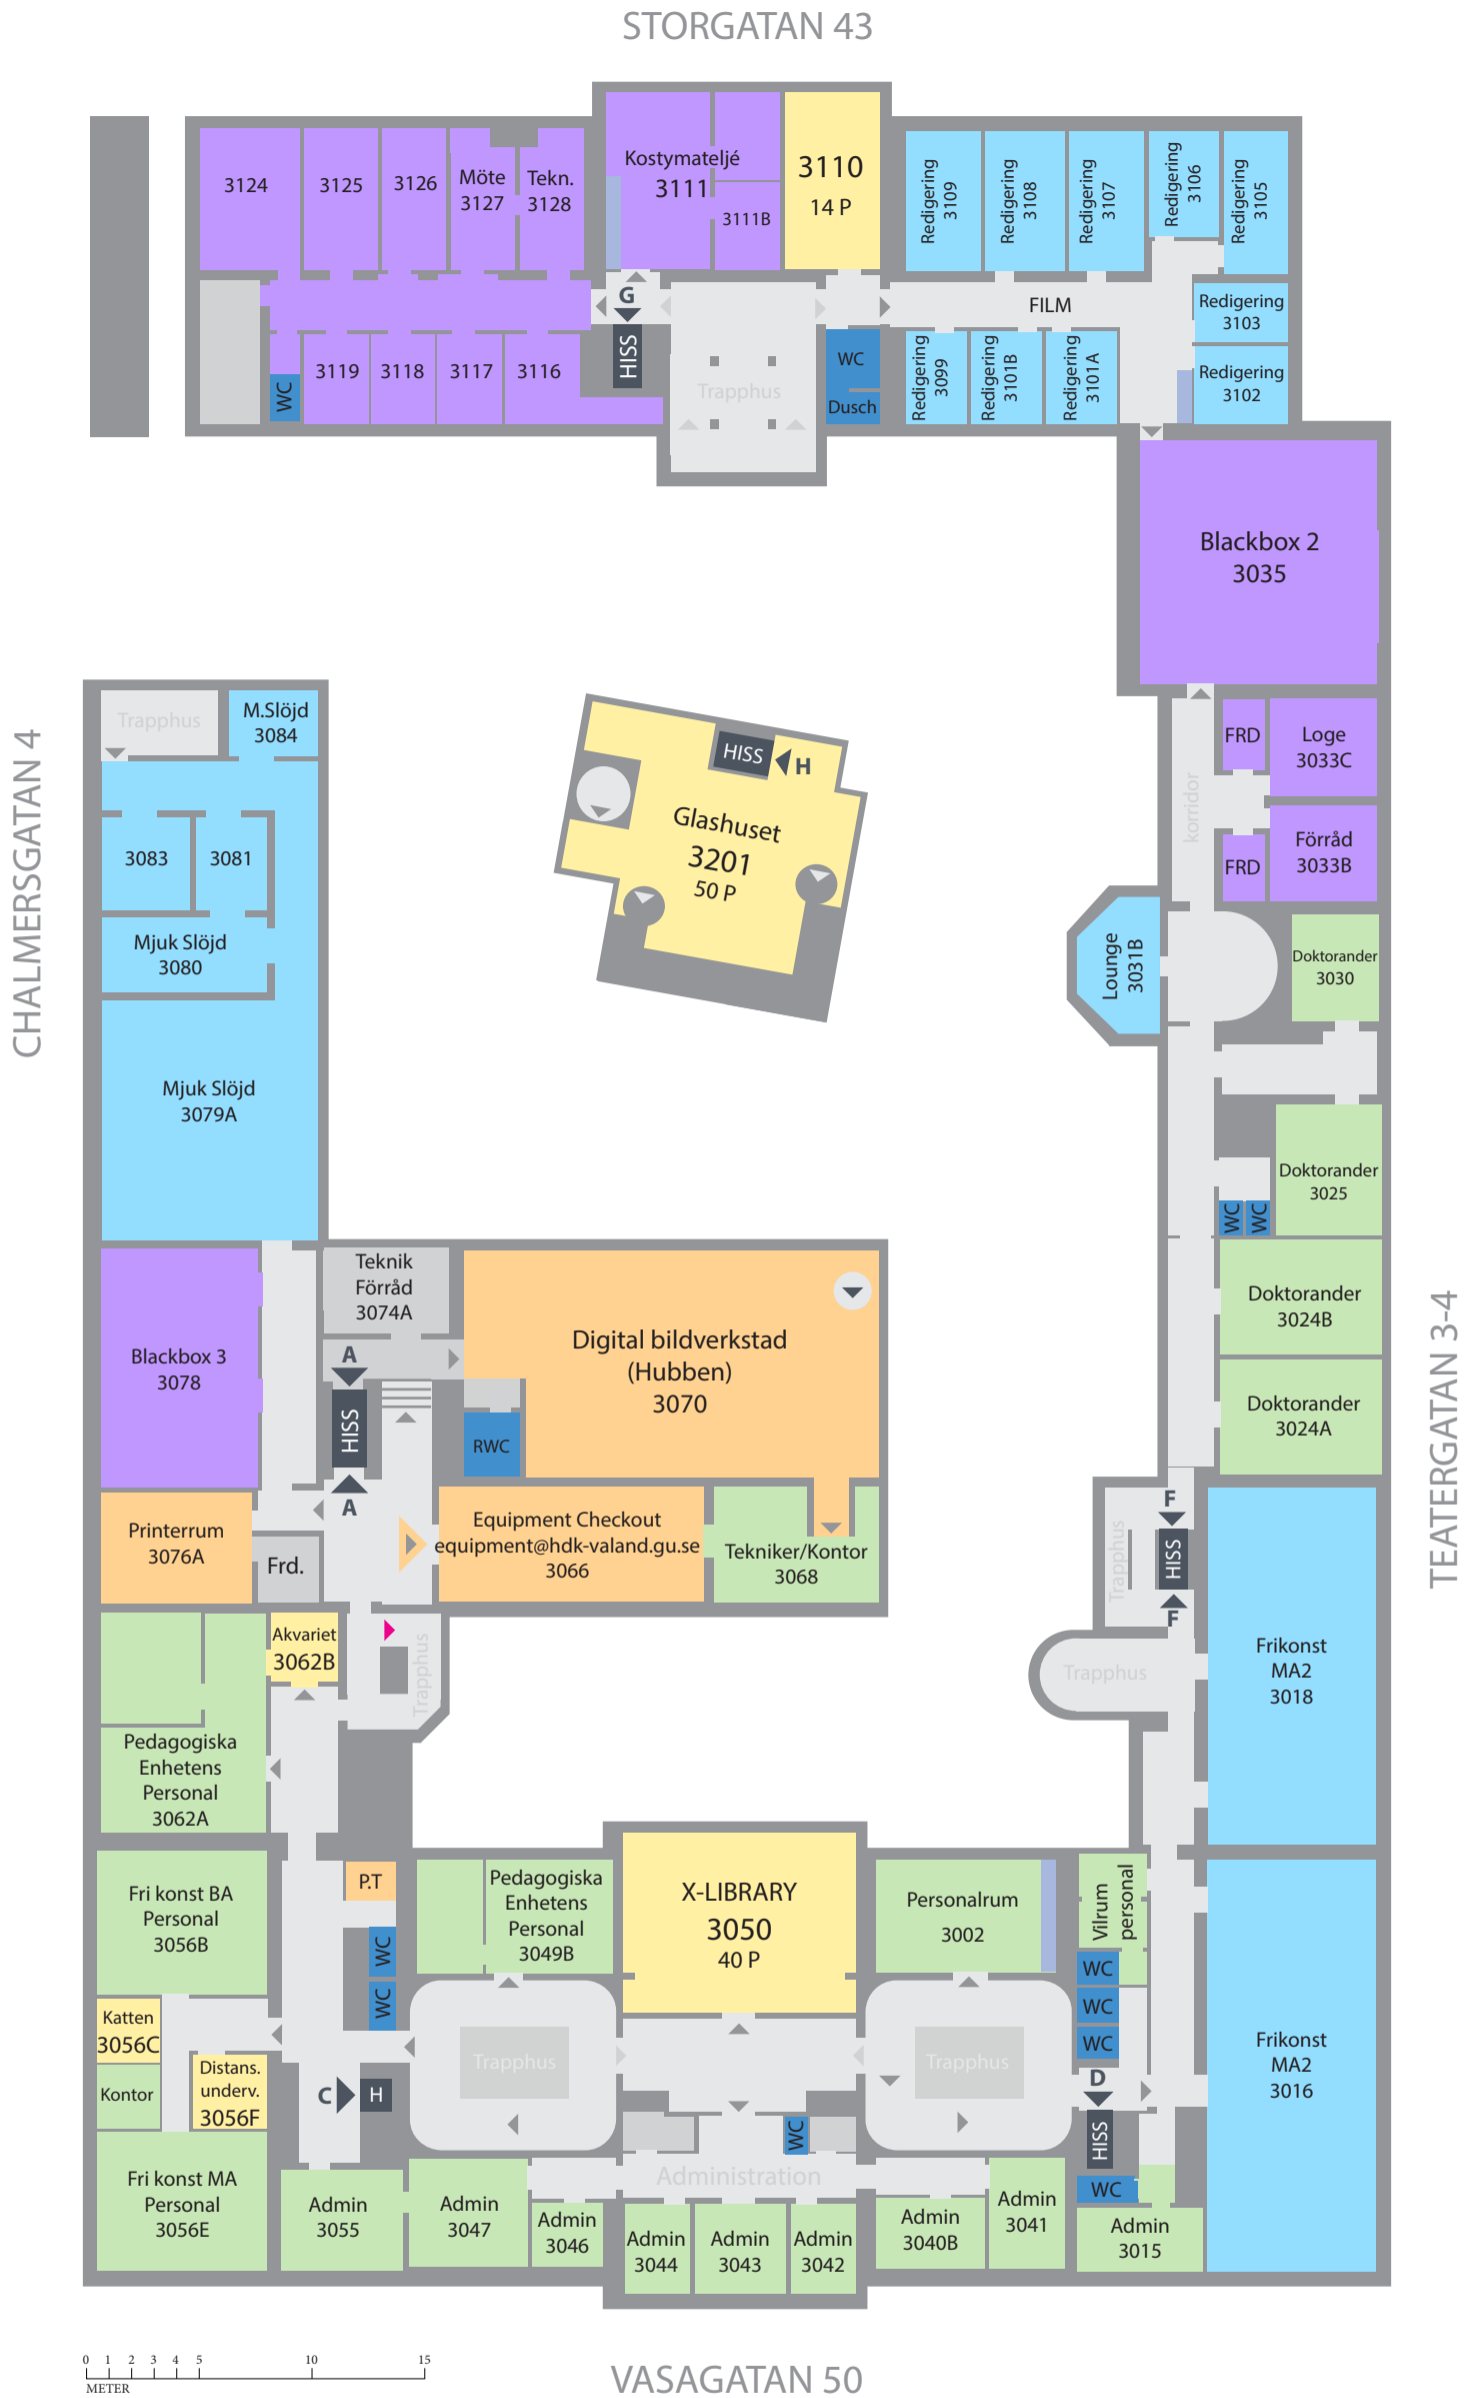 STORGATAN 43
3124
3125
3126
Möte
3127
Tekn.
3128
Kostymateljé
3111
3111B
3110
14 P
Redigering
3109
Redigering
3108
Redigering
3107
Redigering
3106
Redigering
3105
G
HISS
FILM
Redigering
3103
WC
3119
3118
3117
3116
Trapphus
WC
Dusch
Redigering
3099
Redigering
3101B
Redigering
3101A
Redigering
3102
Blackbox 2
3035
CHALMERSGATAN 4
Trapphus
M.Slöjd
3084
3083
3081
Mjuk Slöjd
3080
Mjuk Slöjd
3079A
HISS
H
Glashuset
3201
50 P
korridor
FRD
Loge
3033C
FRD
Förråd
3033B
Lounge
3031B
Doktorander
3030
Doktorander
3025
WC
WC
Doktorander
3024B
Doktorander
3024A
TEATERGATAN 3-4
Blackbox 3
3078
Teknik
Förråd
3074A
A
HISS
A
Digital bildverkstad
(Hubben)
3070
RWC
Printerrum
3076A
Frd.
Equipment Checkout
equipment@hdk-valand.gu.se
3066
Tekniker/Kontor
3068
Trapphus
F
HISS
F
Akvariet
3062B
Trapphus
Trapphus
Frikonst
MA2
3018
Pedagogiska
Enhetens
Personal
3062A
Fri konst BA
Personal
3056B
P.T
WC
WC
Pedagogiska
Enhetens
Personal
3049B
X-LIBRARY
3050
40 P
Personalrum
3002
Vilrum
personal
WC
WC
WC
Katten
3056C
Kontor
Distans.
underv.
3056F
C
H
Trapphus
Trapphus
D
HISS
Frikonst
MA2
3016
WC
Administration
WC
Fri konst MA
Personal
3056E
Admin
3055
Admin
3047
Admin
3046
Admin
3044
Admin
3043
Admin
3042
Admin
3040B
Admin
3041
Admin
3015
0 1 2 3 4 5 10 15
METER
VASAGATAN 50